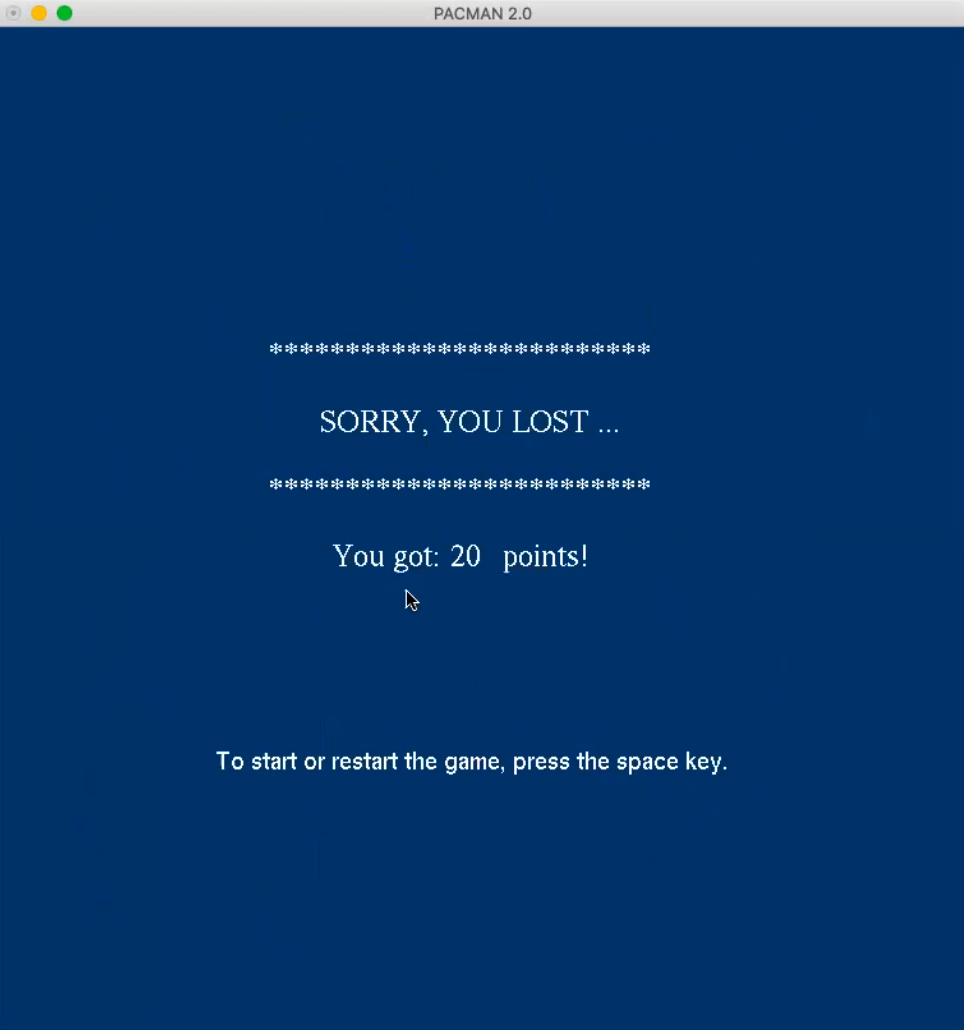 PACMAN 2.0
*************************
SORRY, YOU LOST ...
*************************
You got: 20 points!
To start or restart the game, press the space key.